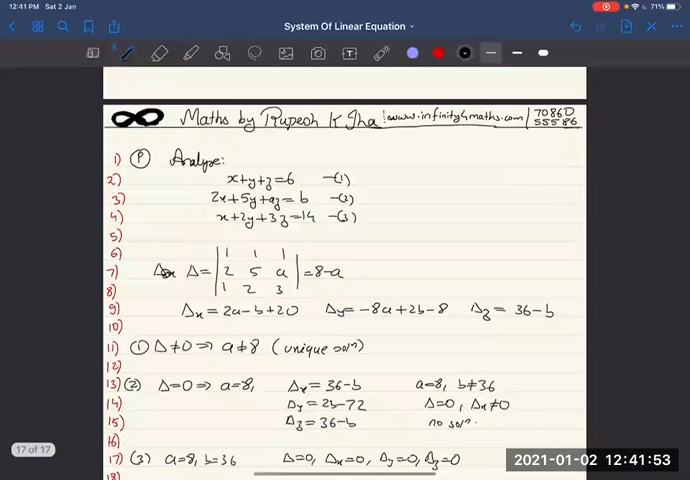 12:41 PM Sat 2 Jan 71%
System Of Linear Equation
Maths by Rupesh K Jha www.infinity4maths.com 7086D 55586
1) P Analyse:
2) x+y+z=6 -(1)
3) 2x+5y+az=b -(2)
4) x+2y+3z=14 -(3)
5)
6) 1 1 1
7) Δx Δ= 2 5 a =8-a
8) 1 2 3
9) Δx = 2a-b+20 Δy= -8a+2b-8 Δz = 36-b
10)
11) ① Δ≠0 ⇒ a≠8 (unique solⁿ)
12)
13) (2) Δ=0 ⇒ a=8, Δx = 36-b a=8, b≠36
14) Δy = 2b-72 Δ=0, Δx≠0
15) Δz = 36-b no solⁿ.
16)
17) (3) a=8, b=36 Δ=0, Δx=0, Δy=0, Δz=0
18)
17 of 17
2021-01-02 12:41:53